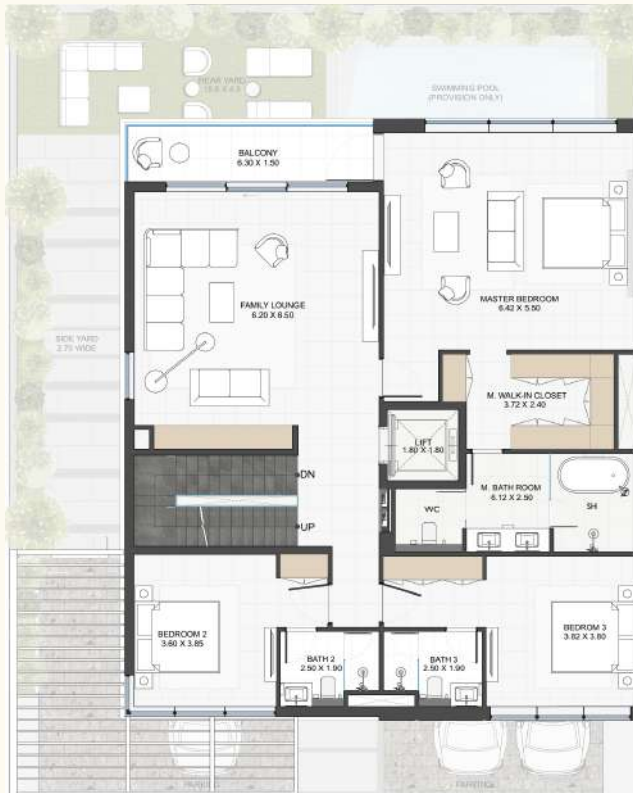 REAR YARD
SWIMMING POOL
(PROVISION ONLY)
BALCONY
6.30 X 1.50
FAMILY LOUNGE
6.20 X 6.50
MASTER BEDROOM
6.42 X 5.50
SIDE YARD
2.75 WIDE
M. WALK-IN CLOSET
3.72 X 2.40
LIFT
1.80 X 1.80
DN
M. BATH ROOM
6.12 X 2.50
WC
SH
UP
BEDROOM 2
3.60 X 3.85
BEDROM 3
3.82 X 3.80
BATH 2
2.50 X 1.90
BATH 3
2.50 X 1.90
PARKING
PARKING